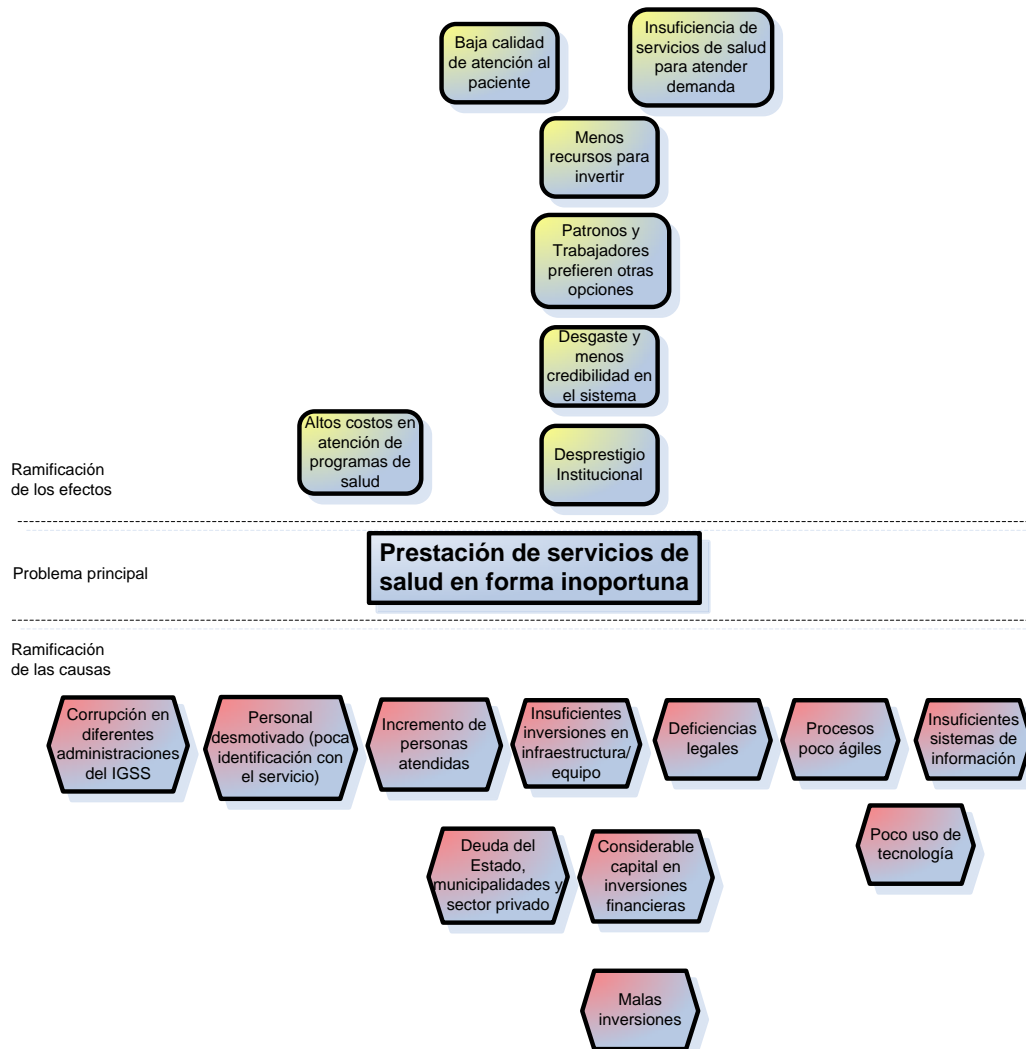 Baja calidad
de atención al
paciente
Insuficiencia de
servicios de salud
para atender
demanda
Menos
recursos para
invertir
Patronos y
Trabajadores
prefieren otras
opciones
Desgaste y
menos
credibilidad en
el sistema
Altos costos en
atención de
programas de
salud
Desprestigio
Institucional
Ramificación
de los efectos
Problema principal
Prestación de servicios de
salud en forma inoportuna
Ramificación
de las causas
Corrupción en
diferentes
administraciones
del IGSS
Personal
desmotivado (poca
identificación con
el servicio)
Incremento de
personas
atendidas
Insuficientes
inversiones en
infraestructura/
equipo
Deficiencias
legales
Procesos
poco ágiles
Insuficientes
sistemas de
información
Deuda del
Estado,
municipalidades y
sector privado
Considerable
capital en
inversiones
financieras
Poco uso de
tecnología
Malas
inversiones